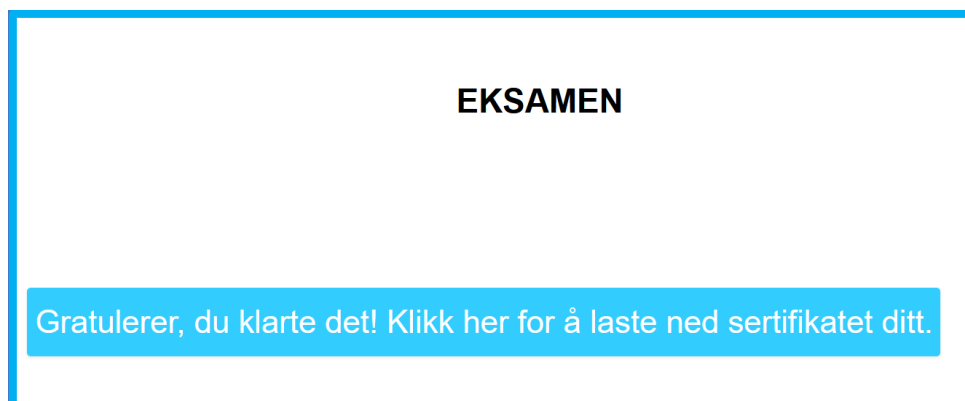 EKSAMEN
Gratulerer, du klarte det! Klikk her for å laste ned sertifikatet ditt.